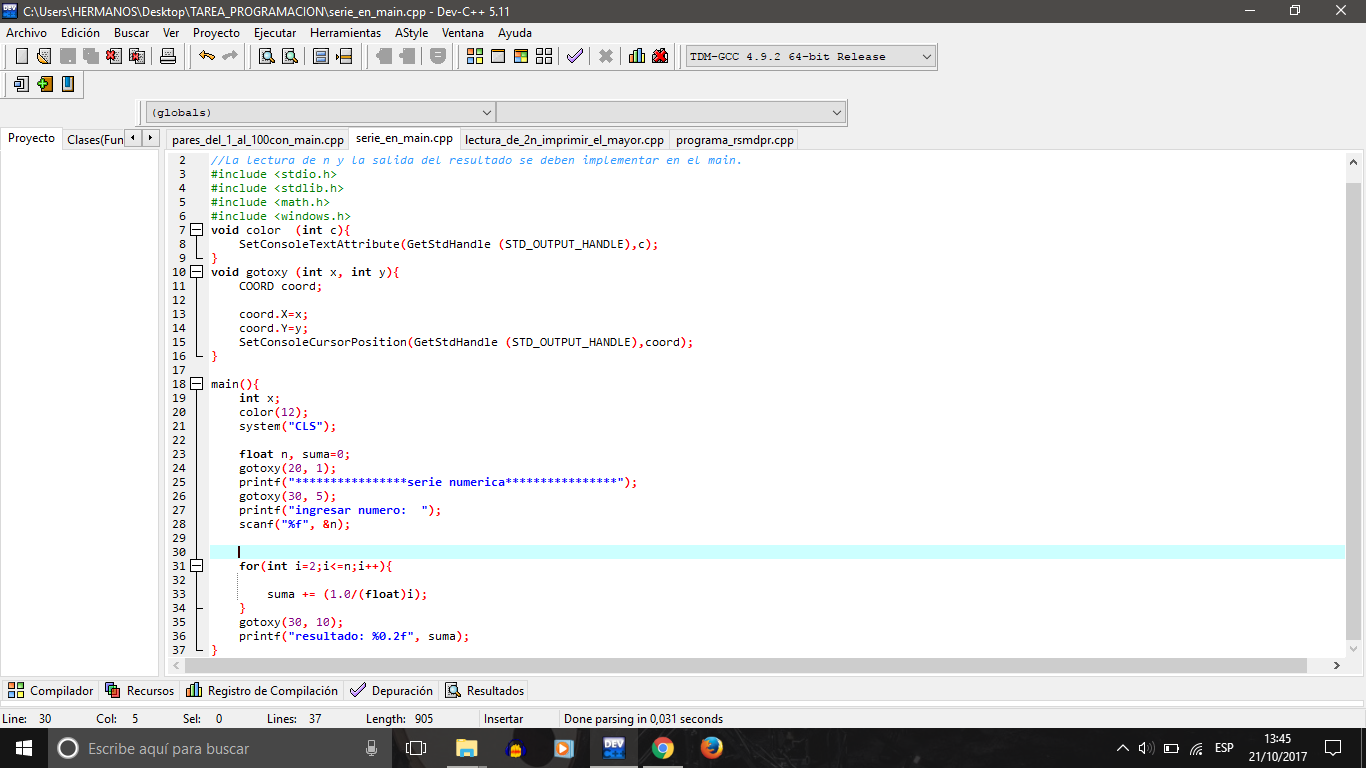 C:\Users\HERMANOS\Desktop\TAREA_PROGRAMACION\serie_en_main.cpp - Dev-C++ 5.11
Archivo Edición Buscar Ver Proyecto Ejecutar Herramientas AStyle Ventana Ayuda
TDM-GCC 4.9.2 64-bit Release
(globals)
Proyecto Clases(Fun pares_del_1_al_100con_main.cpp serie_en_main.cpp lectura_de_2n_imprimir_el_mayor.cpp programa_rsmdpr.cpp
2 //La lectura de n y la salida del resultado se deben implementar en el main.
3 #include <stdio.h>
4 #include <stdlib.h>
5 #include <math.h>
6 #include <windows.h>
7 void color  (int c){
8     SetConsoleTextAttribute(GetStdHandle (STD_OUTPUT_HANDLE),c);
9 }
10 void gotoxy (int x, int y){
11     COORD coord;
12
13     coord.X=x;
14     coord.Y=y;
15     SetConsoleCursorPosition(GetStdHandle (STD_OUTPUT_HANDLE),coord);
16 }
17
18 main(){
19     int x;
20     color(12);
21     system("CLS");
22
23     float n, suma=0;
24     gotoxy(20, 1);
25     printf("****************serie numerica****************");
26     gotoxy(30, 5);
27     printf("ingresar numero:  ");
28     scanf("%f", &n);
29
30
31     for(int i=2;i<=n;i++){
32
33         suma += (1.0/(float)i);
34     }
35     gotoxy(30, 10);
36     printf("resultado: %0.2f", suma);
37 }
Compilador Recursos Registro de Compilación Depuración Resultados
Line: 30 Col: 5 Sel: 0 Lines: 37 Length: 905 Insertar Done parsing in 0,031 seconds
Escribe aquí para buscar
DEV
ESP
13:45
21/10/2017